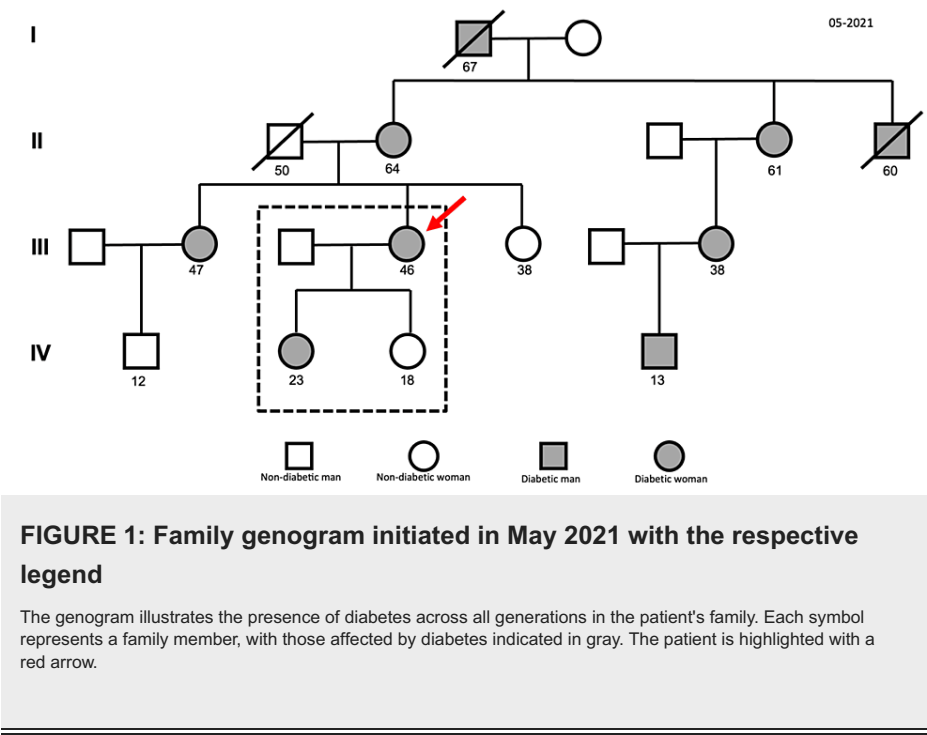 I
05-2021
67
II
50
64
61
60
III
47
46
38
38
IV
12
23
18
13
Non-diabetic man
Non-diabetic woman
Diabetic man
Diabetic woman
FIGURE 1: Family genogram initiated in May 2021 with the respective
legend
The genogram illustrates the presence of diabetes across all generations in the patient's family. Each symbol
represents a family member, with those affected by diabetes indicated in gray. The patient is highlighted with a
red arrow.